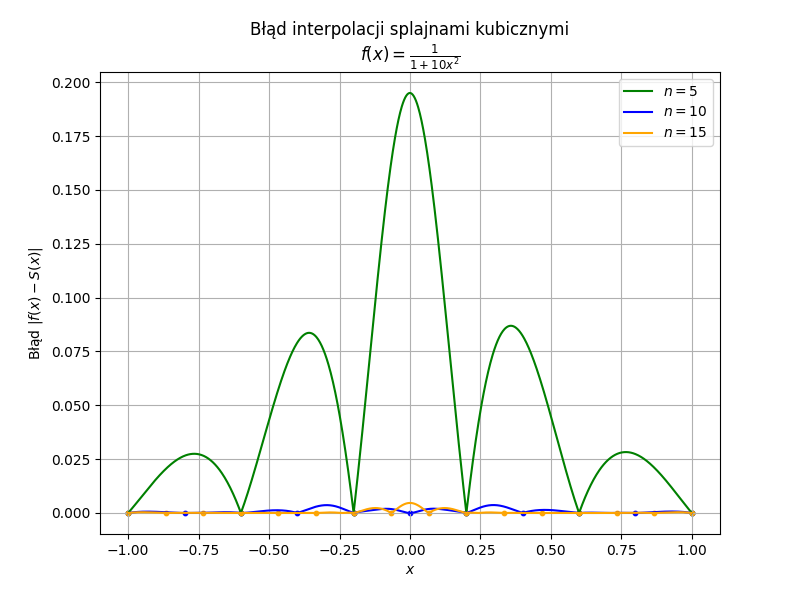 Błąd interpolacji splajnami kubicznymi
f(x) = 1/(1+10x²)
0.200
0.175
0.150
0.125
0.100
0.075
0.050
0.025
0.000
Błąd |f(x) − S(x)|
n = 5
n = 10
n = 15
−1.00 −0.75 −0.50 −0.25 0.00 0.25 0.50 0.75 1.00
x